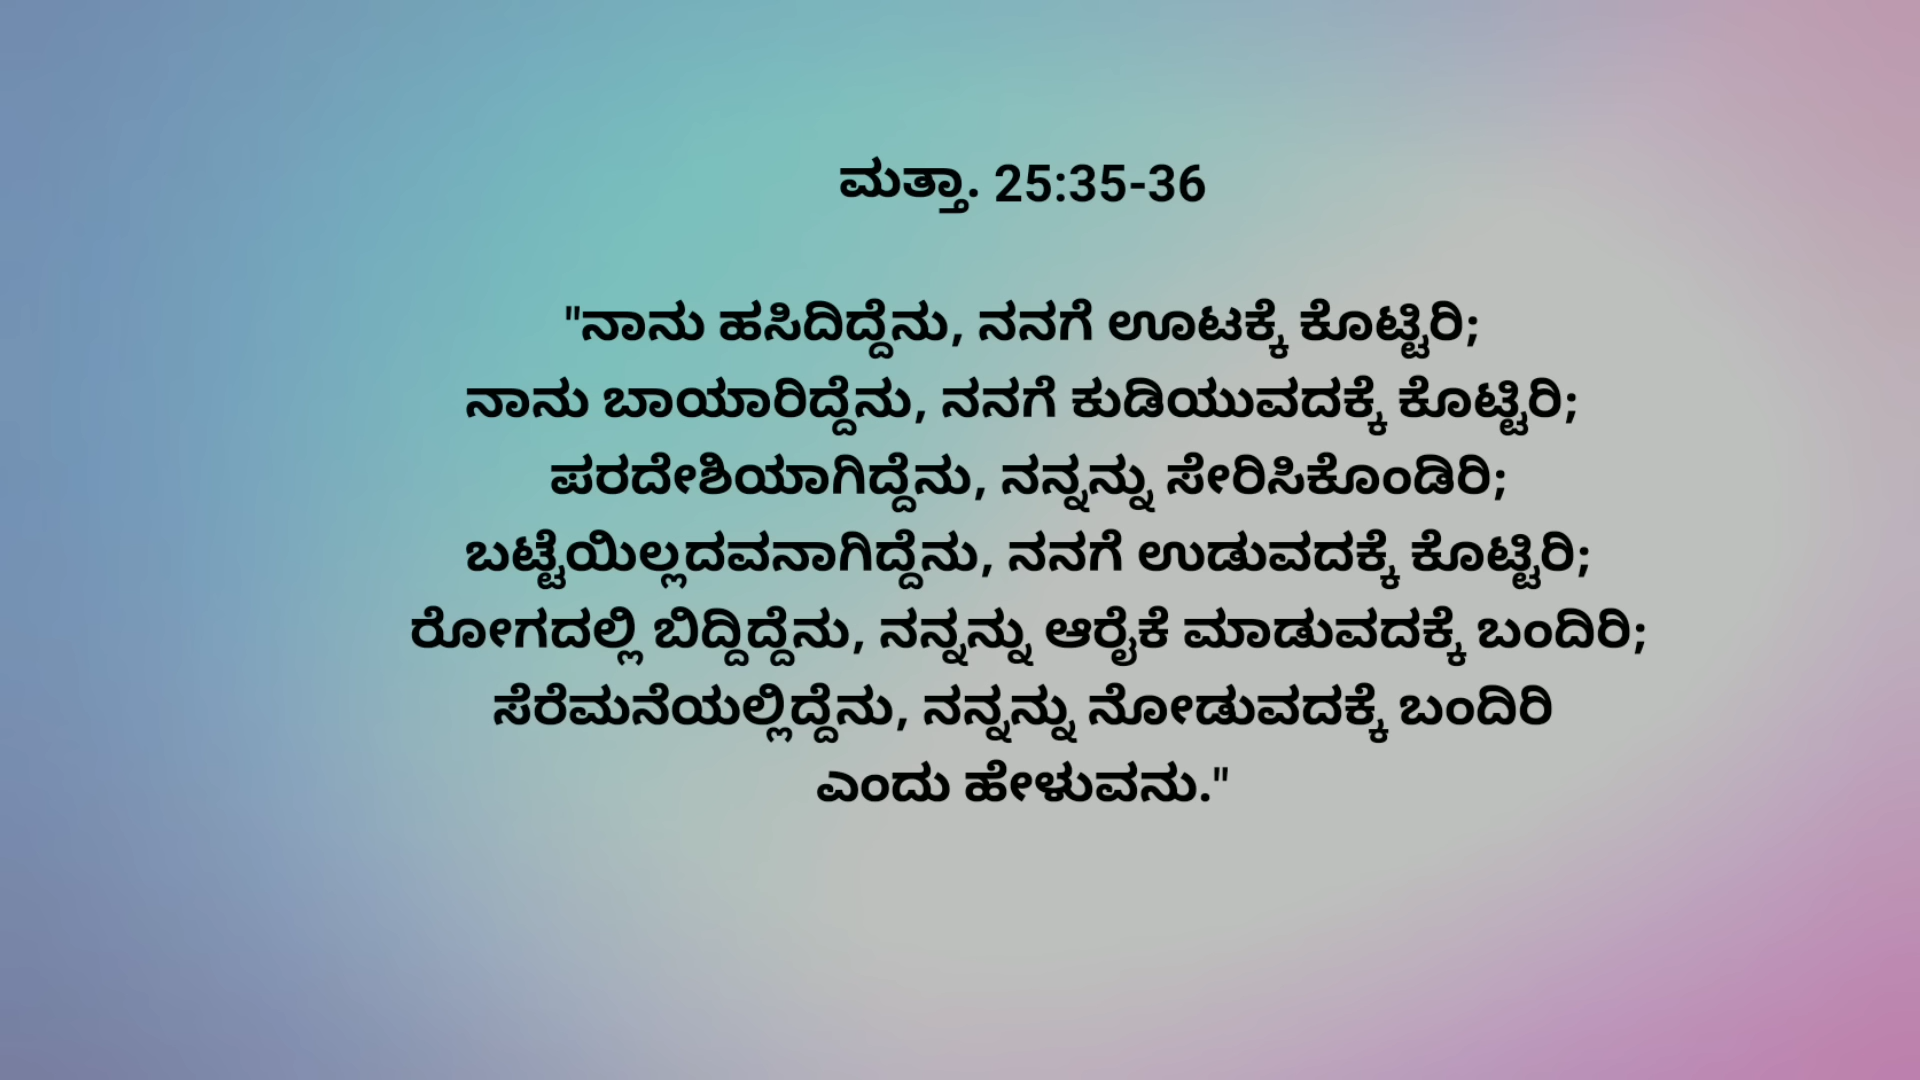 ಮತ್ತಾ. 25:35-36
"ನಾನು ಹಸಿದಿದ್ದೆನು, ನನಗೆ ಊಟಕ್ಕೆ ಕೊಟ್ಟಿರಿ;
ನಾನು ಬಾಯಾರಿದ್ದೆನು, ನನಗೆ ಕುಡಿಯುವದಕ್ಕೆ ಕೊಟ್ಟಿರಿ;
ಪರದೇಶಿಯಾಗಿದ್ದೆನು, ನನ್ನನ್ನು ಸೇರಿಸಿಕೊಂಡಿರಿ;
ಬಟ್ಟೆಯಿಲ್ಲದವನಾಗಿದ್ದೆನು, ನನಗೆ ಉಡುವದಕ್ಕೆ ಕೊಟ್ಟಿರಿ;
ರೋಗದಲ್ಲಿ ಬಿದ್ದಿದ್ದೆನು, ನನ್ನನ್ನು ಆರೈಕೆ ಮಾಡುವದಕ್ಕೆ ಬಂದಿರಿ;
ಸೆರೆಮನೆಯಲ್ಲಿದ್ದೆನು, ನನ್ನನ್ನು ನೋಡುವದಕ್ಕೆ ಬಂದಿರಿ
ಎಂದು ಹೇಳುವನು."